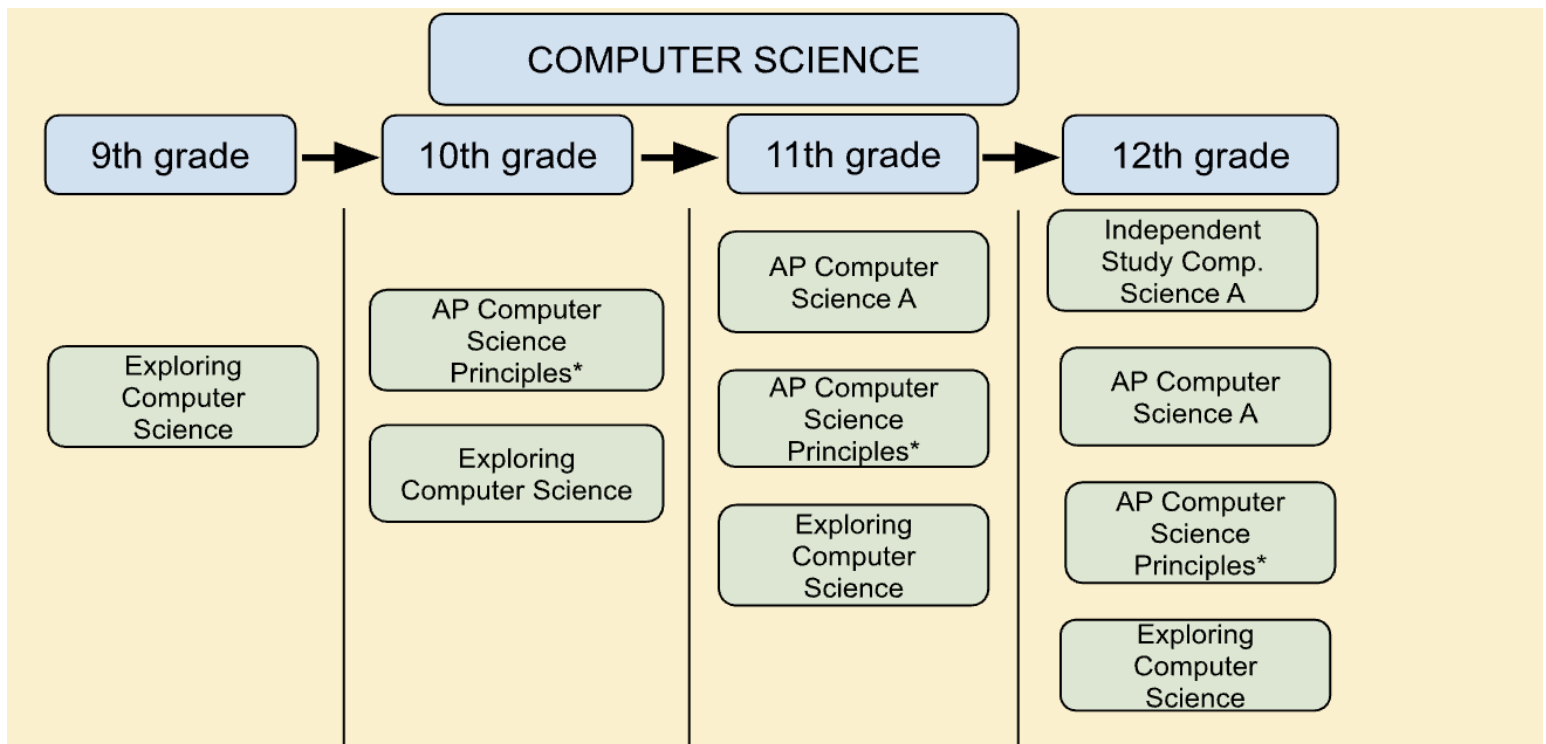 COMPUTER SCIENCE
9th grade
10th grade
11th grade
12th grade
Exploring
Computer
Science
AP Computer
Science
Principles*
Exploring
Computer Science
AP Computer
Science A
AP Computer
Science
Principles*
Exploring
Computer
Science
Independent
Study Comp.
Science A
AP Computer
Science A
AP Computer
Science
Principles*
Exploring
Computer
Science